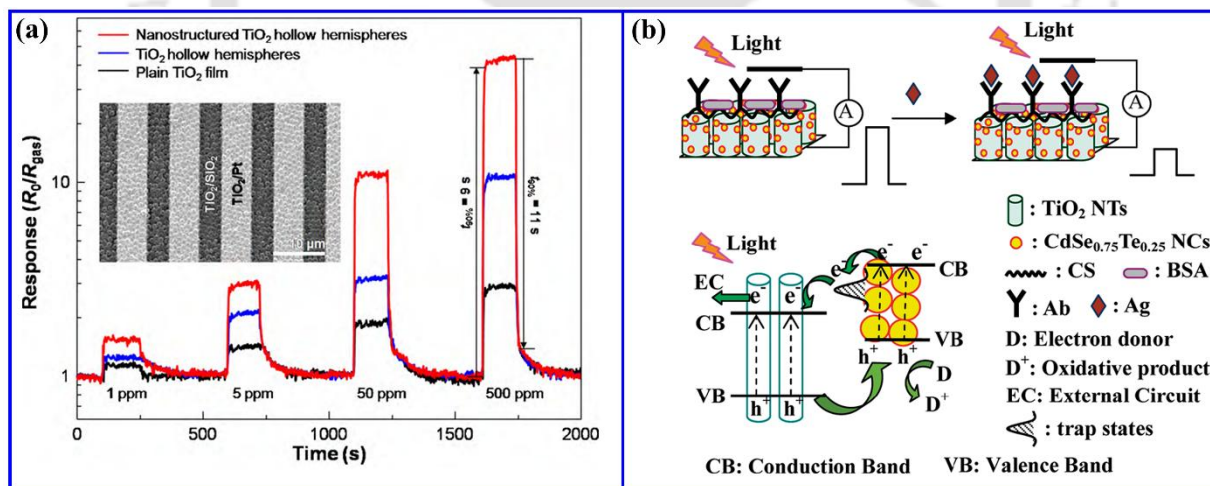 (a)
Nanostructured TiO2 hollow hemispheres
TiO2 hollow hemispheres
Plain TiO2 film
Response (R0/Rgas)
10
1
TiO2/SiO2
TiO2/Pt
10 μm
t90% = 9 s
t90% = 11 s
1 ppm
5 ppm
50 ppm
500 ppm
0
500
1000
1500
2000
Time (s)
(b)
Light
A
Light
A
: TiO2 NTs
: CdSe0.75Te0.25 NCs
: CS
: BSA
: Ab
: Ag
D: Electron donor
D+: Oxidative product
EC: External Circuit
: trap states
Light
EC
e-
e-
e-
e-
e-
e-
CB
CB
VB
VB
h+
h+
h+
h+
D
D+
CB: Conduction Band
VB: Valence Band